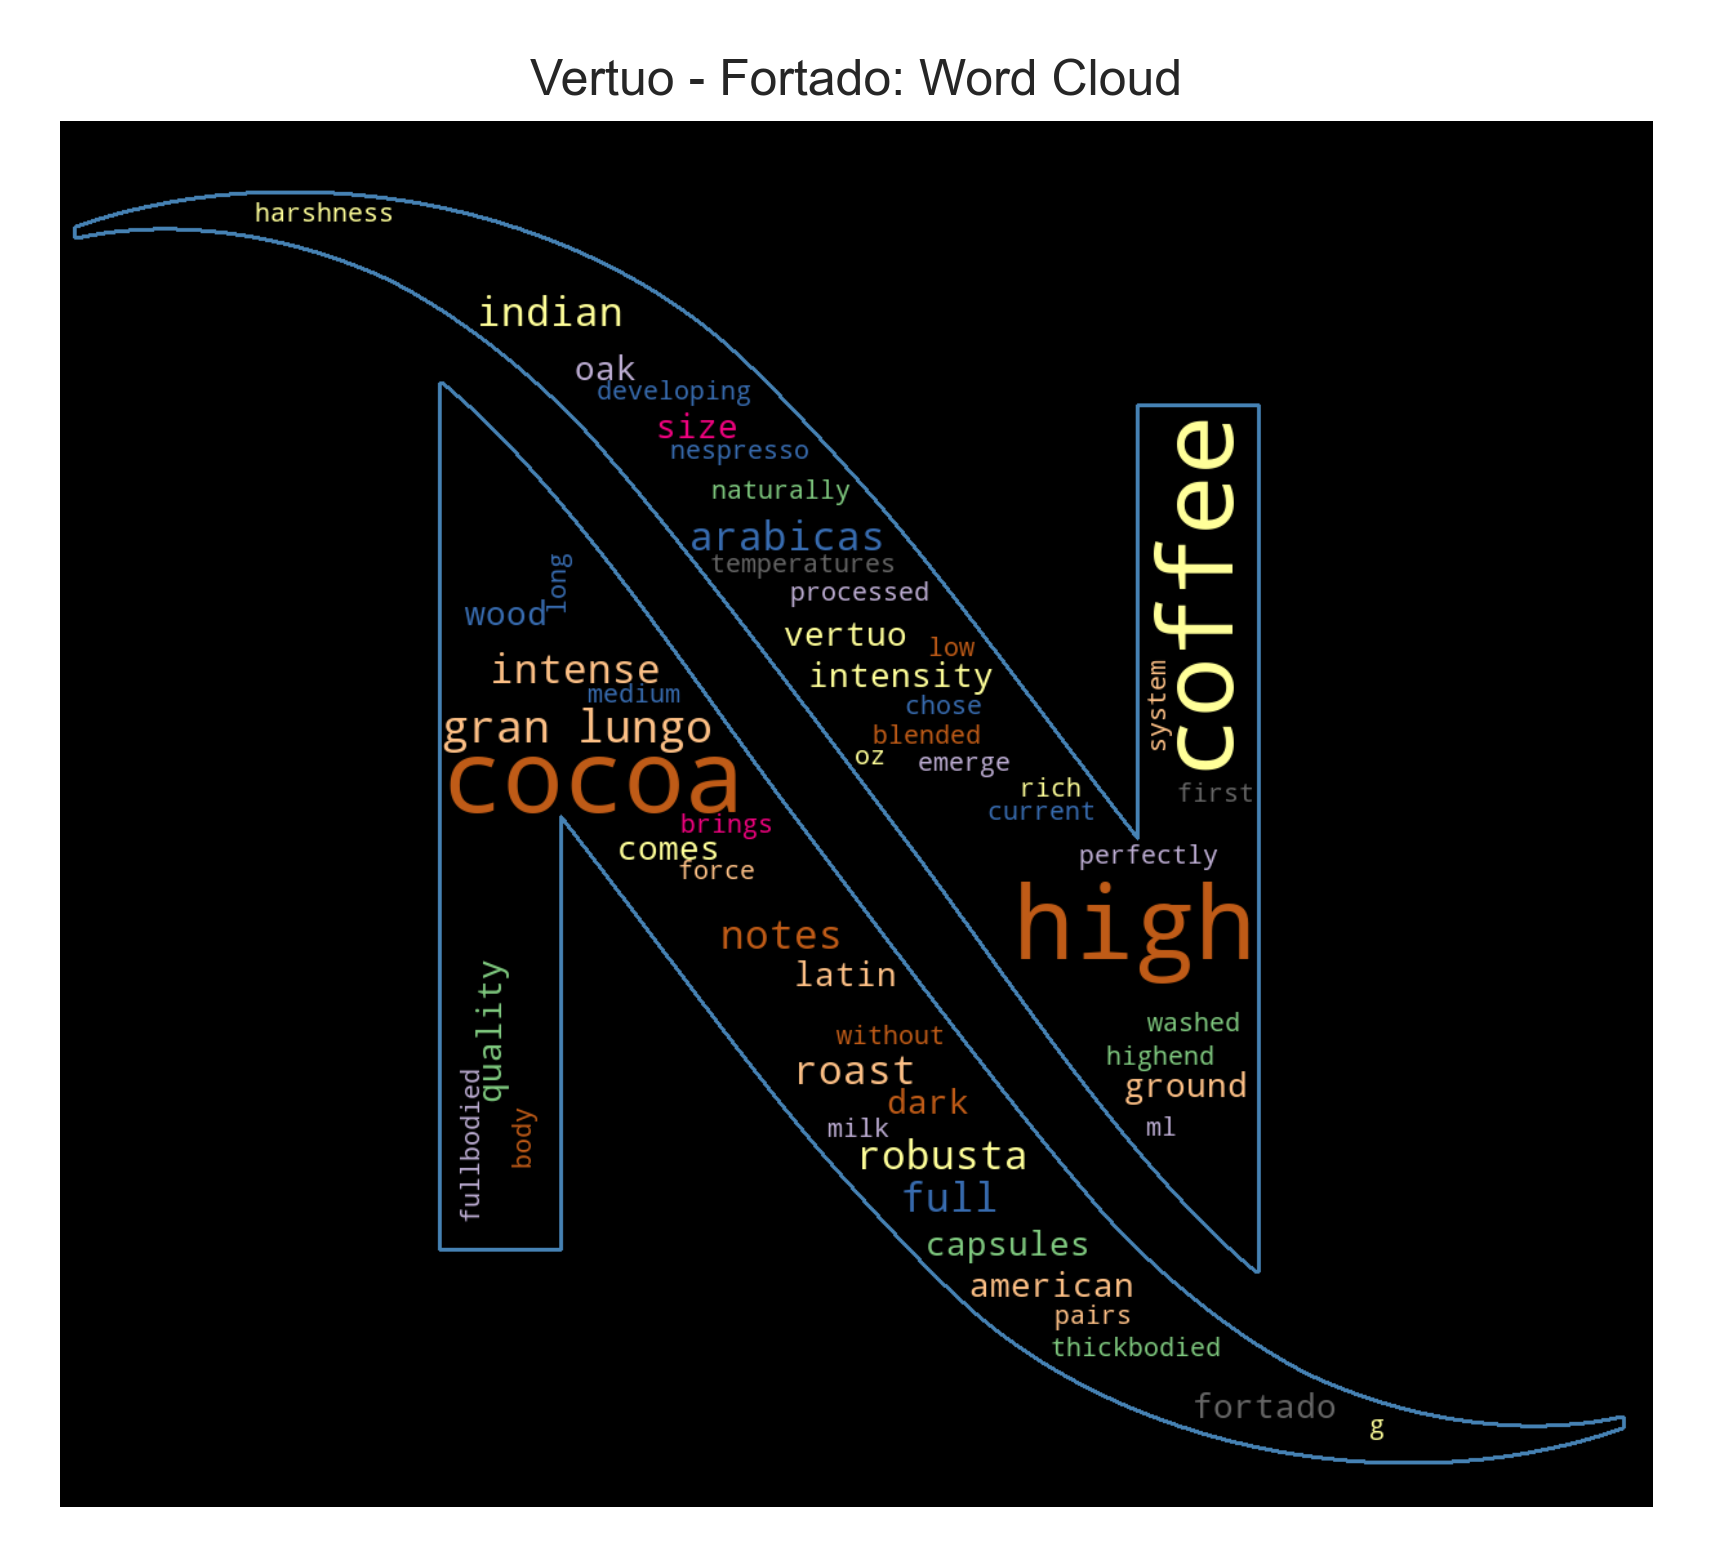 Vertuo - Fortado: Word Cloud
harshness
indian
oak
developing
size
nespresso
naturally
arabicas
temperatures
processed
vertuo
low
intensity
chose
blended
oz
emerge
rich
current
coffee
system
first
perfectly
high
washed
highend
ground
ml
long
wood
intense
medium
gran lungo
cocoa
brings
comes
force
notes
latin
quality
fullbodied
body
without
roast
dark
milk
robusta
full
capsules
american
pairs
thickbodied
fortado
g